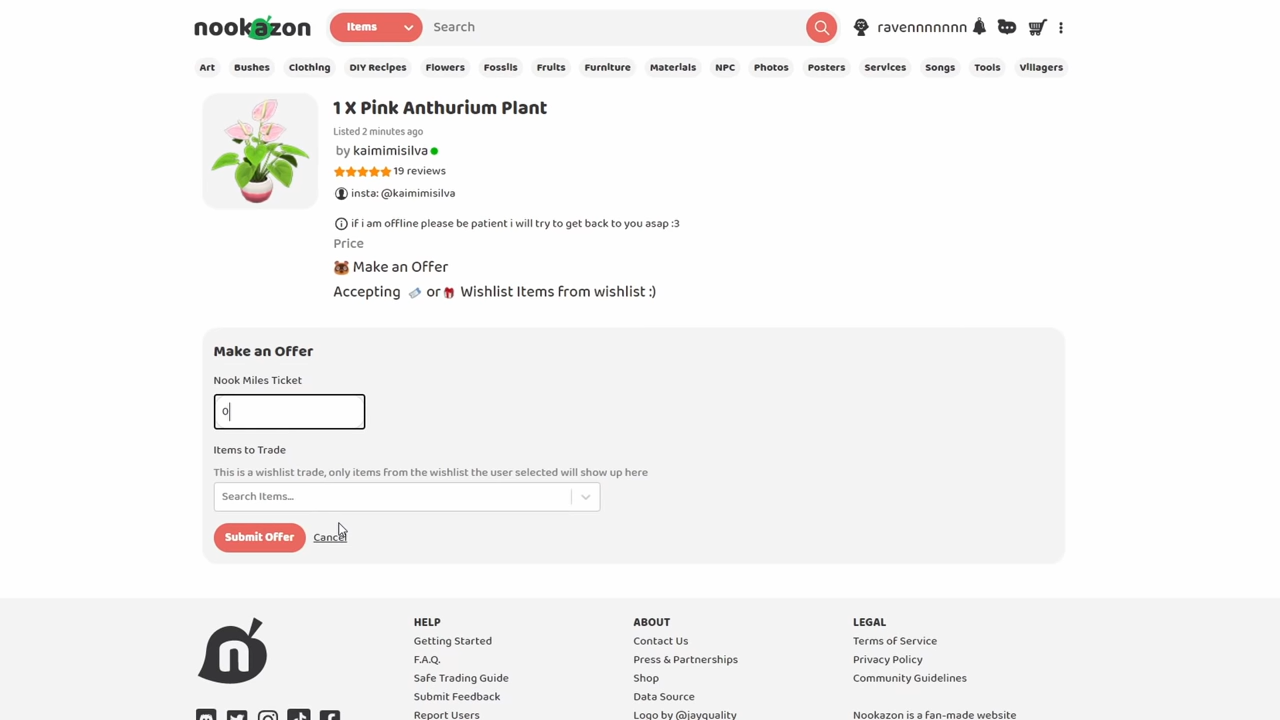 nookazon
Items
Search
ravennnnnnn
Art
Bushes
Clothing
DIY Recipes
Flowers
Fossils
Fruits
Furniture
Materials
NPC
Photos
Posters
Services
Songs
Tools
Villagers
1 X Pink Anthurium Plant
Listed 2 minutes ago
by kaimimisilva
19 reviews
insta: @kaimimisilva
if i am offline please be patient i will try to get back to you asap :3
Price
Make an Offer
Accepting or Wishlist Items from wishlist :)
Make an Offer
Nook Miles Ticket
0
Items to Trade
This is a wishlist trade, only items from the wishlist the user selected will show up here
Search Items...
Submit Offer
Cancel
n
HELP
Getting Started
F.A.Q.
Safe Trading Guide
Submit Feedback
Report Users
ABOUT
Contact Us
Press & Partnerships
Shop
Data Source
Logo by @jayquality
LEGAL
Terms of Service
Privacy Policy
Community Guidelines
Nookazon is a fan-made website